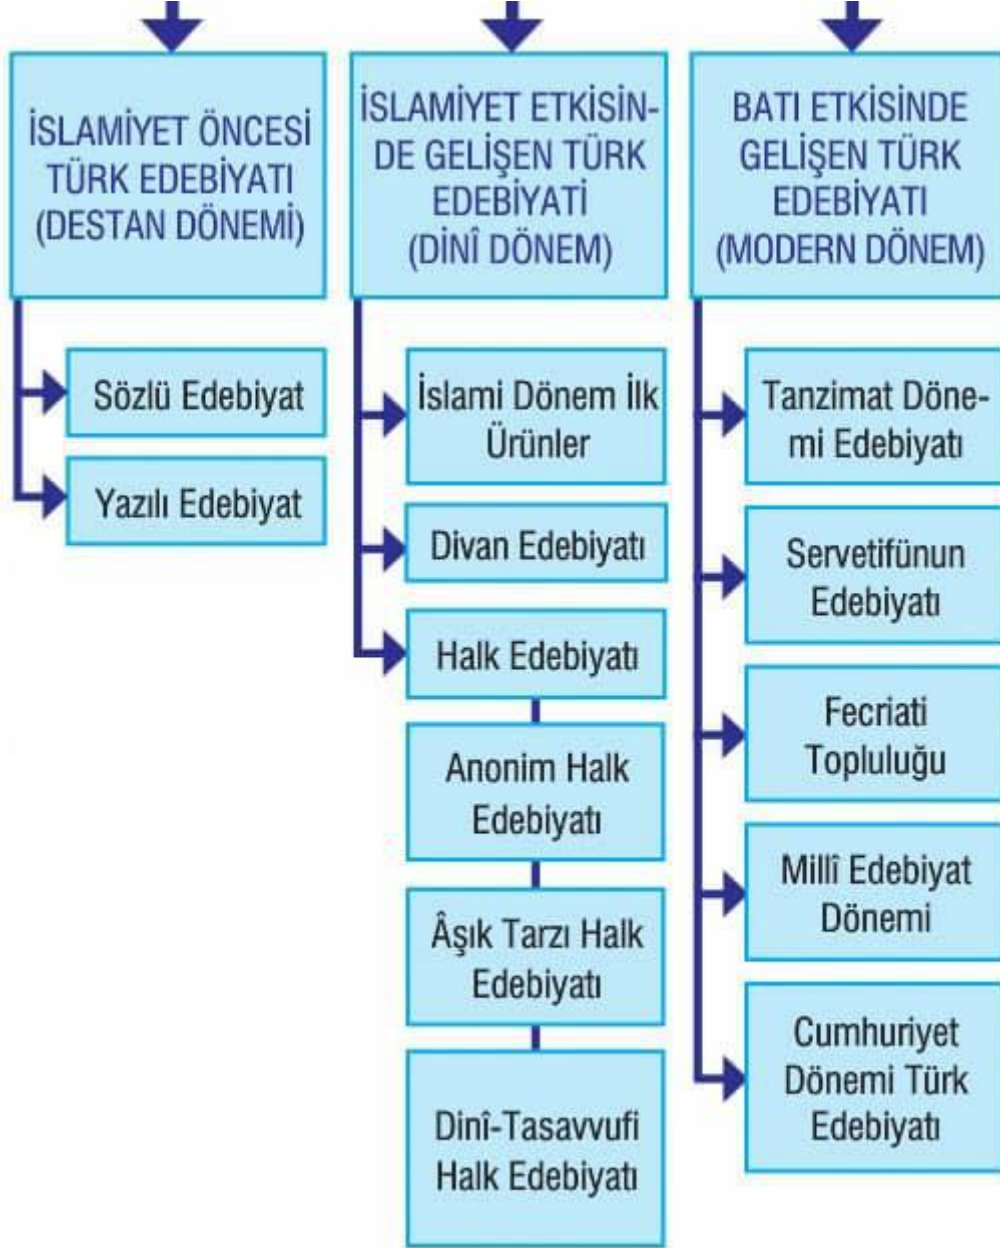 İSLAMİYET ÖNCESİ
TÜRK EDEBİYATI
(DESTAN DÖNEMİ)
Sözlü Edebiyat
Yazılı Edebiyat
İSLAMİYET ETKİSİN-
DE GELİŞEN TÜRK
EDEBİYATİ
(DİNÎ DÖNEM)
İslami Dönem İlk
Ürünler
Divan Edebiyatı
Halk Edebiyatı
Anonim Halk
Edebiyatı
Âşık Tarzı Halk
Edebiyatı
Dinî-Tasavvufi
Halk Edebiyatı
BATI ETKİSİNDE
GELİŞEN TÜRK
EDEBİYATI
(MODERN DÖNEM)
Tanzimat Döne-
mi Edebiyatı
Servetifünun
Edebiyatı
Fecriati
Topluluğu
Millî Edebiyat
Dönemi
Cumhuriyet
Dönemi Türk
Edebiyatı